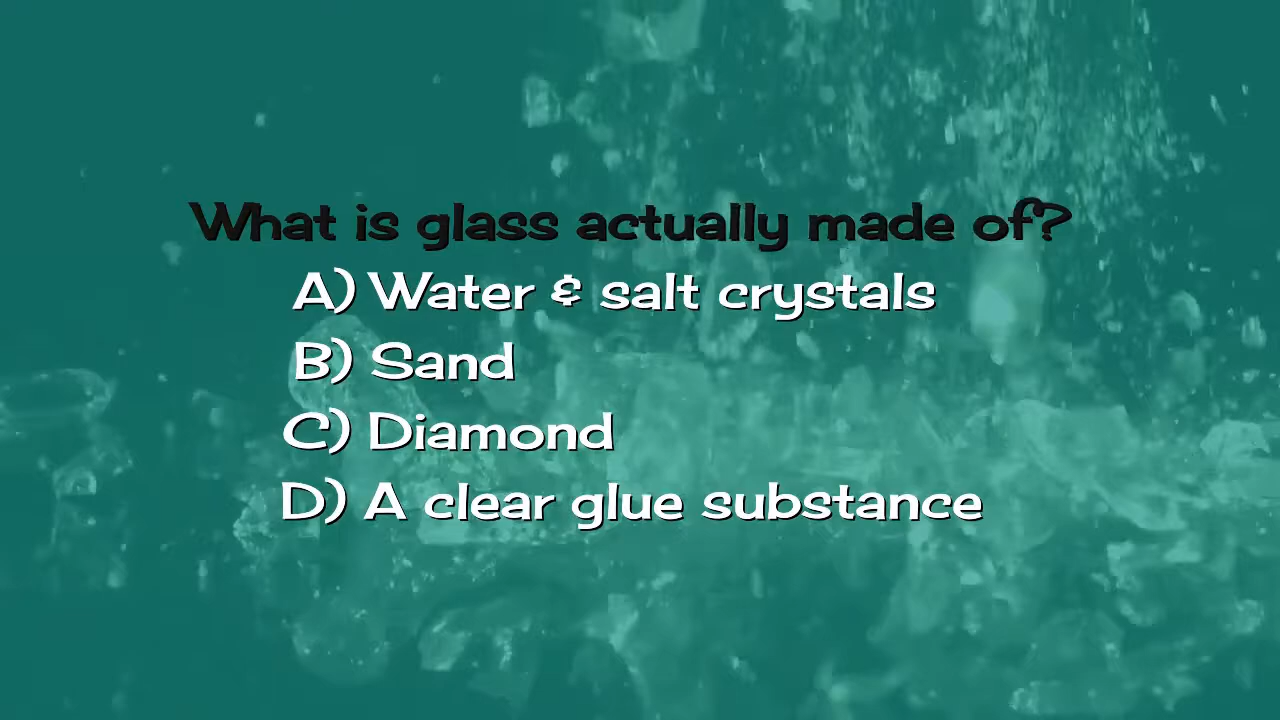 What is glass actually made of?
A) Water & salt crystals
B) Sand
C) Diamond
D) A clear glue substance